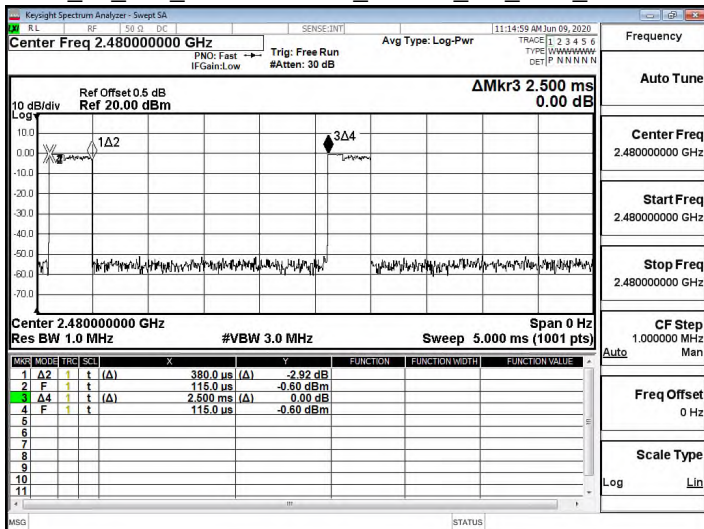 Keysight Spectrum Analyzer - Swept SA
RL RF 50 Ω DC SENSE:INT 11:14:59 AM Jun 09, 2020
Center Freq 2.480000000 GHz
PNO: Fast
IFGain:Low
Trig: Free Run
#Atten: 30 dB
Avg Type: Log-Pwr
TRACE 1 2 3 4 5 6
TYPE WWWWWW
DET P N N N N N
ΔMkr3 2.500 ms
0.00 dB
Ref Offset 0.5 dB
10 dB/div Ref 20.00 dBm
Log
10.0
0.00
-10.0
-20.0
-30.0
-40.0
-50.0
-60.0
-70.0
1Δ2
3Δ4
Center 2.480000000 GHz Span 0 Hz
Res BW 1.0 MHz #VBW 3.0 MHz Sweep 5.000 ms (1001 pts)
MKR MODE TRC SCL X Y FUNCTION FUNCTION WIDTH FUNCTION VALUE
1 Δ2 1 t (Δ) 380.0 µs (Δ) -2.92 dB
2 F 1 t 115.0 µs -0.60 dBm
3 Δ4 1 t (Δ) 2.500 ms (Δ) 0.00 dB
4 F 1 t 115.0 µs -0.60 dBm
5
6
7
8
9
10
11
MSG STATUS
Frequency
Auto Tune
Center Freq
2.480000000 GHz
Start Freq
2.480000000 GHz
Stop Freq
2.480000000 GHz
CF Step
1.000000 MHz
Auto Man
Freq Offset
0 Hz
Scale Type
Log Lin